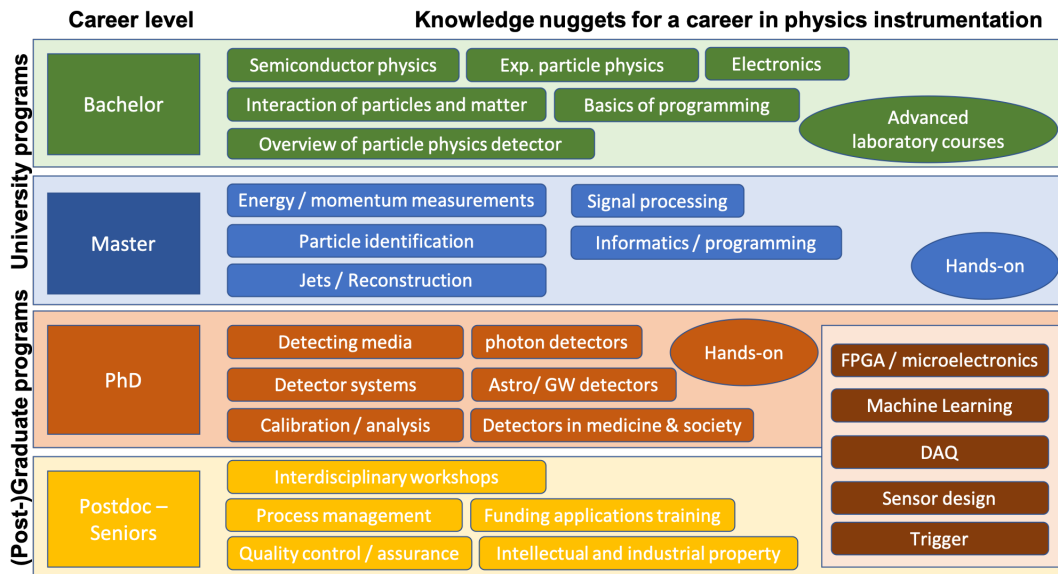 Career level
Knowledge nuggets for a career in physics instrumentation
University programs
Bachelor
Semiconductor physics
Exp. particle physics
Electronics
Interaction of particles and matter
Basics of programming
Overview of particle physics detector
Advanced
laboratory courses
Master
Energy / momentum measurements
Signal processing
Particle identification
Informatics / programming
Jets / Reconstruction
Hands-on
(Post-)Graduate programs
PhD
Detecting media
photon detectors
Hands-on
Detector systems
Astro/ GW detectors
Calibration / analysis
Detectors in medicine & society
FPGA / microelectronics
Machine Learning
DAQ
Sensor design
Trigger
Postdoc –
Seniors
Interdisciplinary workshops
Process management
Funding applications training
Quality control / assurance
Intellectual and industrial property